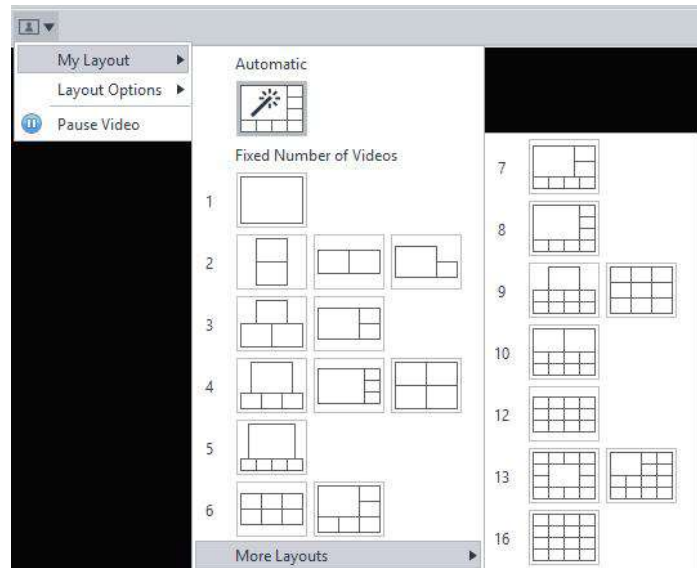 My Layout
Layout Options
Pause Video
Automatic
Fixed Number of Videos
1
2
3
4
5
6
More Layouts
7
8
9
10
12
13
16